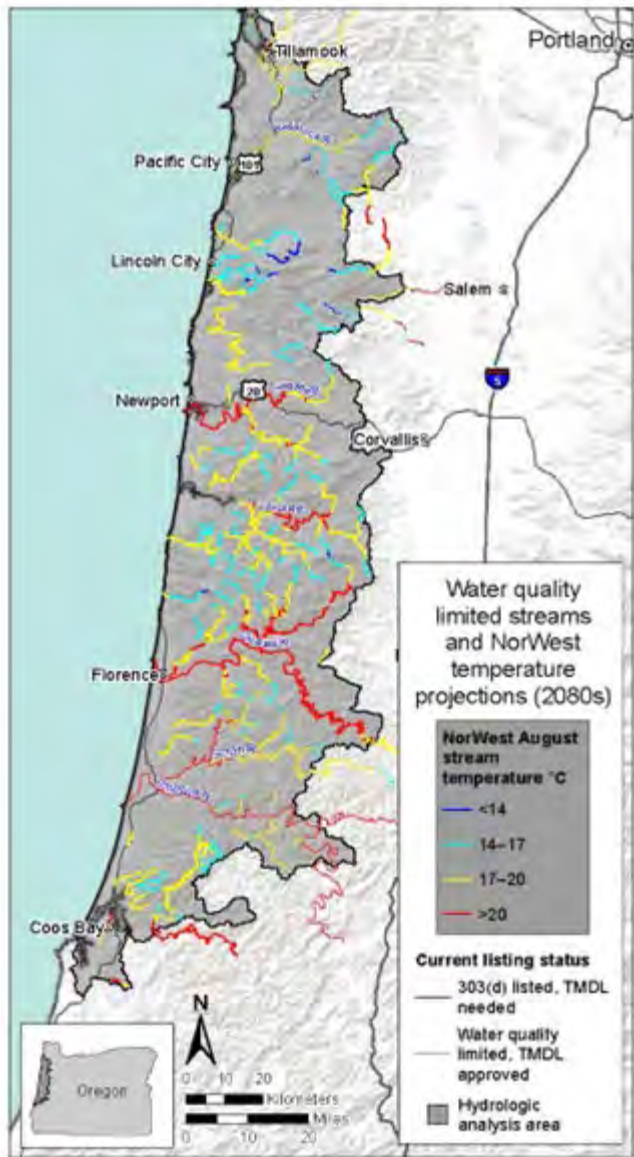 Portland
Tillamook
Pacific City
101
Lincoln City
Salem
5
20
Newport
Corvallis
Florence
Coos Bay
Water quality
limited streams
and NorWest
temperature
projections (2080s)
NorWest August
stream
temperature °C
<14
14–17
17–20
>20
Current listing status
303(d) listed, TMDL
needed
Water quality
limited, TMDL
approved
Hydrologic
analysis area
N
0 5 10 20
Kilometers
Miles
0 5 10 20
Oregon